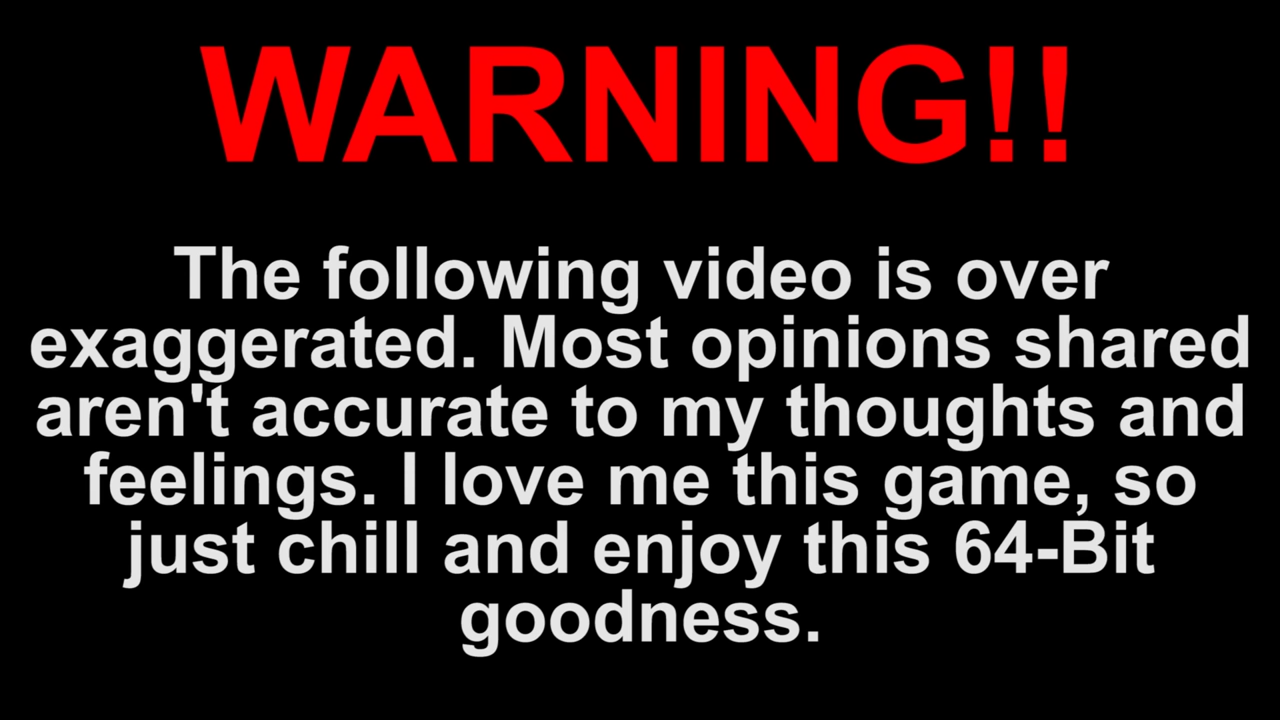 WARNING!!
The following video is over
exaggerated. Most opinions shared
aren't accurate to my thoughts and
feelings. I love me this game, so
just chill and enjoy this 64-Bit
goodness.